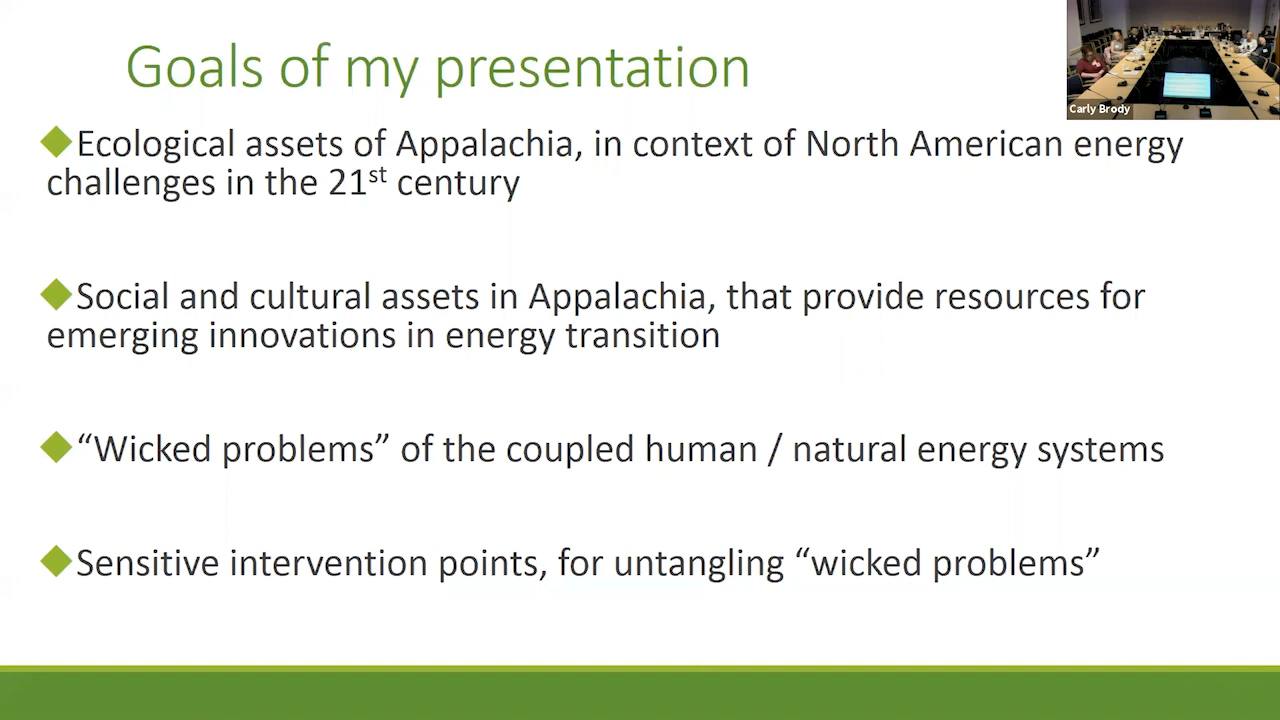 Goals of my presentation
Carly Brody
Ecological assets of Appalachia, in context of North American energy
challenges in the 21st century
Social and cultural assets in Appalachia, that provide resources for
emerging innovations in energy transition
“Wicked problems” of the coupled human / natural energy systems
Sensitive intervention points, for untangling “wicked problems”